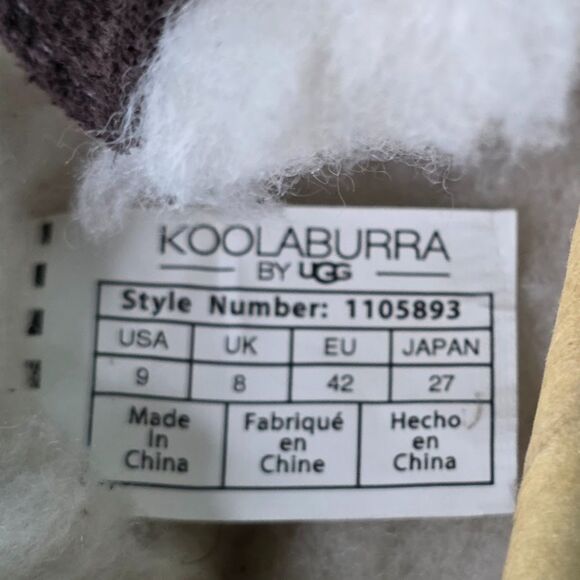 KOOLABURRA
BY UGG
Style Number: 1105893
USA UK EU JAPAN
9 8 42 27
Made in China
Fabriqué en Chine
Hecho en China